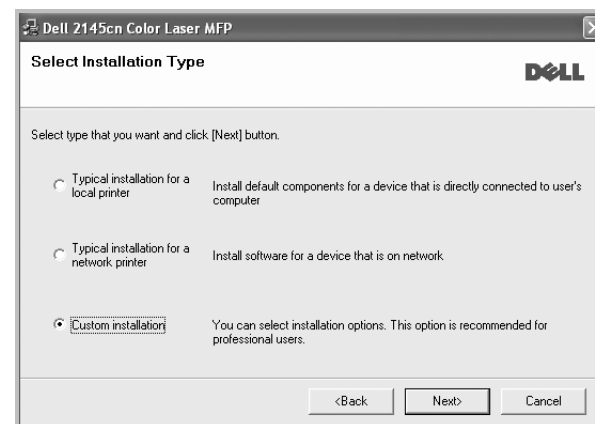 Dell 2145cn Color Laser MFP
Select Installation Type
DELL
Select type that you want and click [Next] button.
Typical installation for a
local printer
Install default components for a device that is directly connected to user's
computer
Typical installation for a
network printer
Install software for a device that is on network
Custom installation
You can select installation options. This option is recommended for
professional users.
<Back
Next>
Cancel